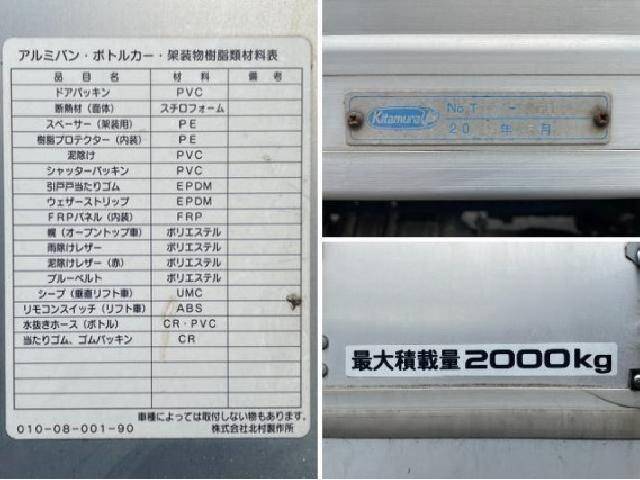 アルミバン・ボトルカー・架装物樹脂類材料表
品目名 材料 備考
ドアパッキン PVC
断熱材（面体） スチロフォーム
スペーサー（架装用） PE
樹脂プロテクター（内装） PE
泥除け PVC
シャッターパッキン PVC
引戸戸当たりゴム EPDM
ウェザーストリップ EPDM
FRPパネル（内装） FRP
幌（オープントップ車） ポリエステル
雨除けレザー ポリエステル
泥除けレザー（赤） ポリエステル
ブルーベルト ポリエステル
シーブ（垂直リフト車） UMC
リモコンスイッチ（リフト車） ABS
水抜きホース（ボトル） CR・PVC
当たりゴム、ゴムパッキン CR
車種によっては取付しない物もあります。
010-08-001-90 株式会社北村製作所
Kitamura No.T
20 年 月
最大積載量2000kg